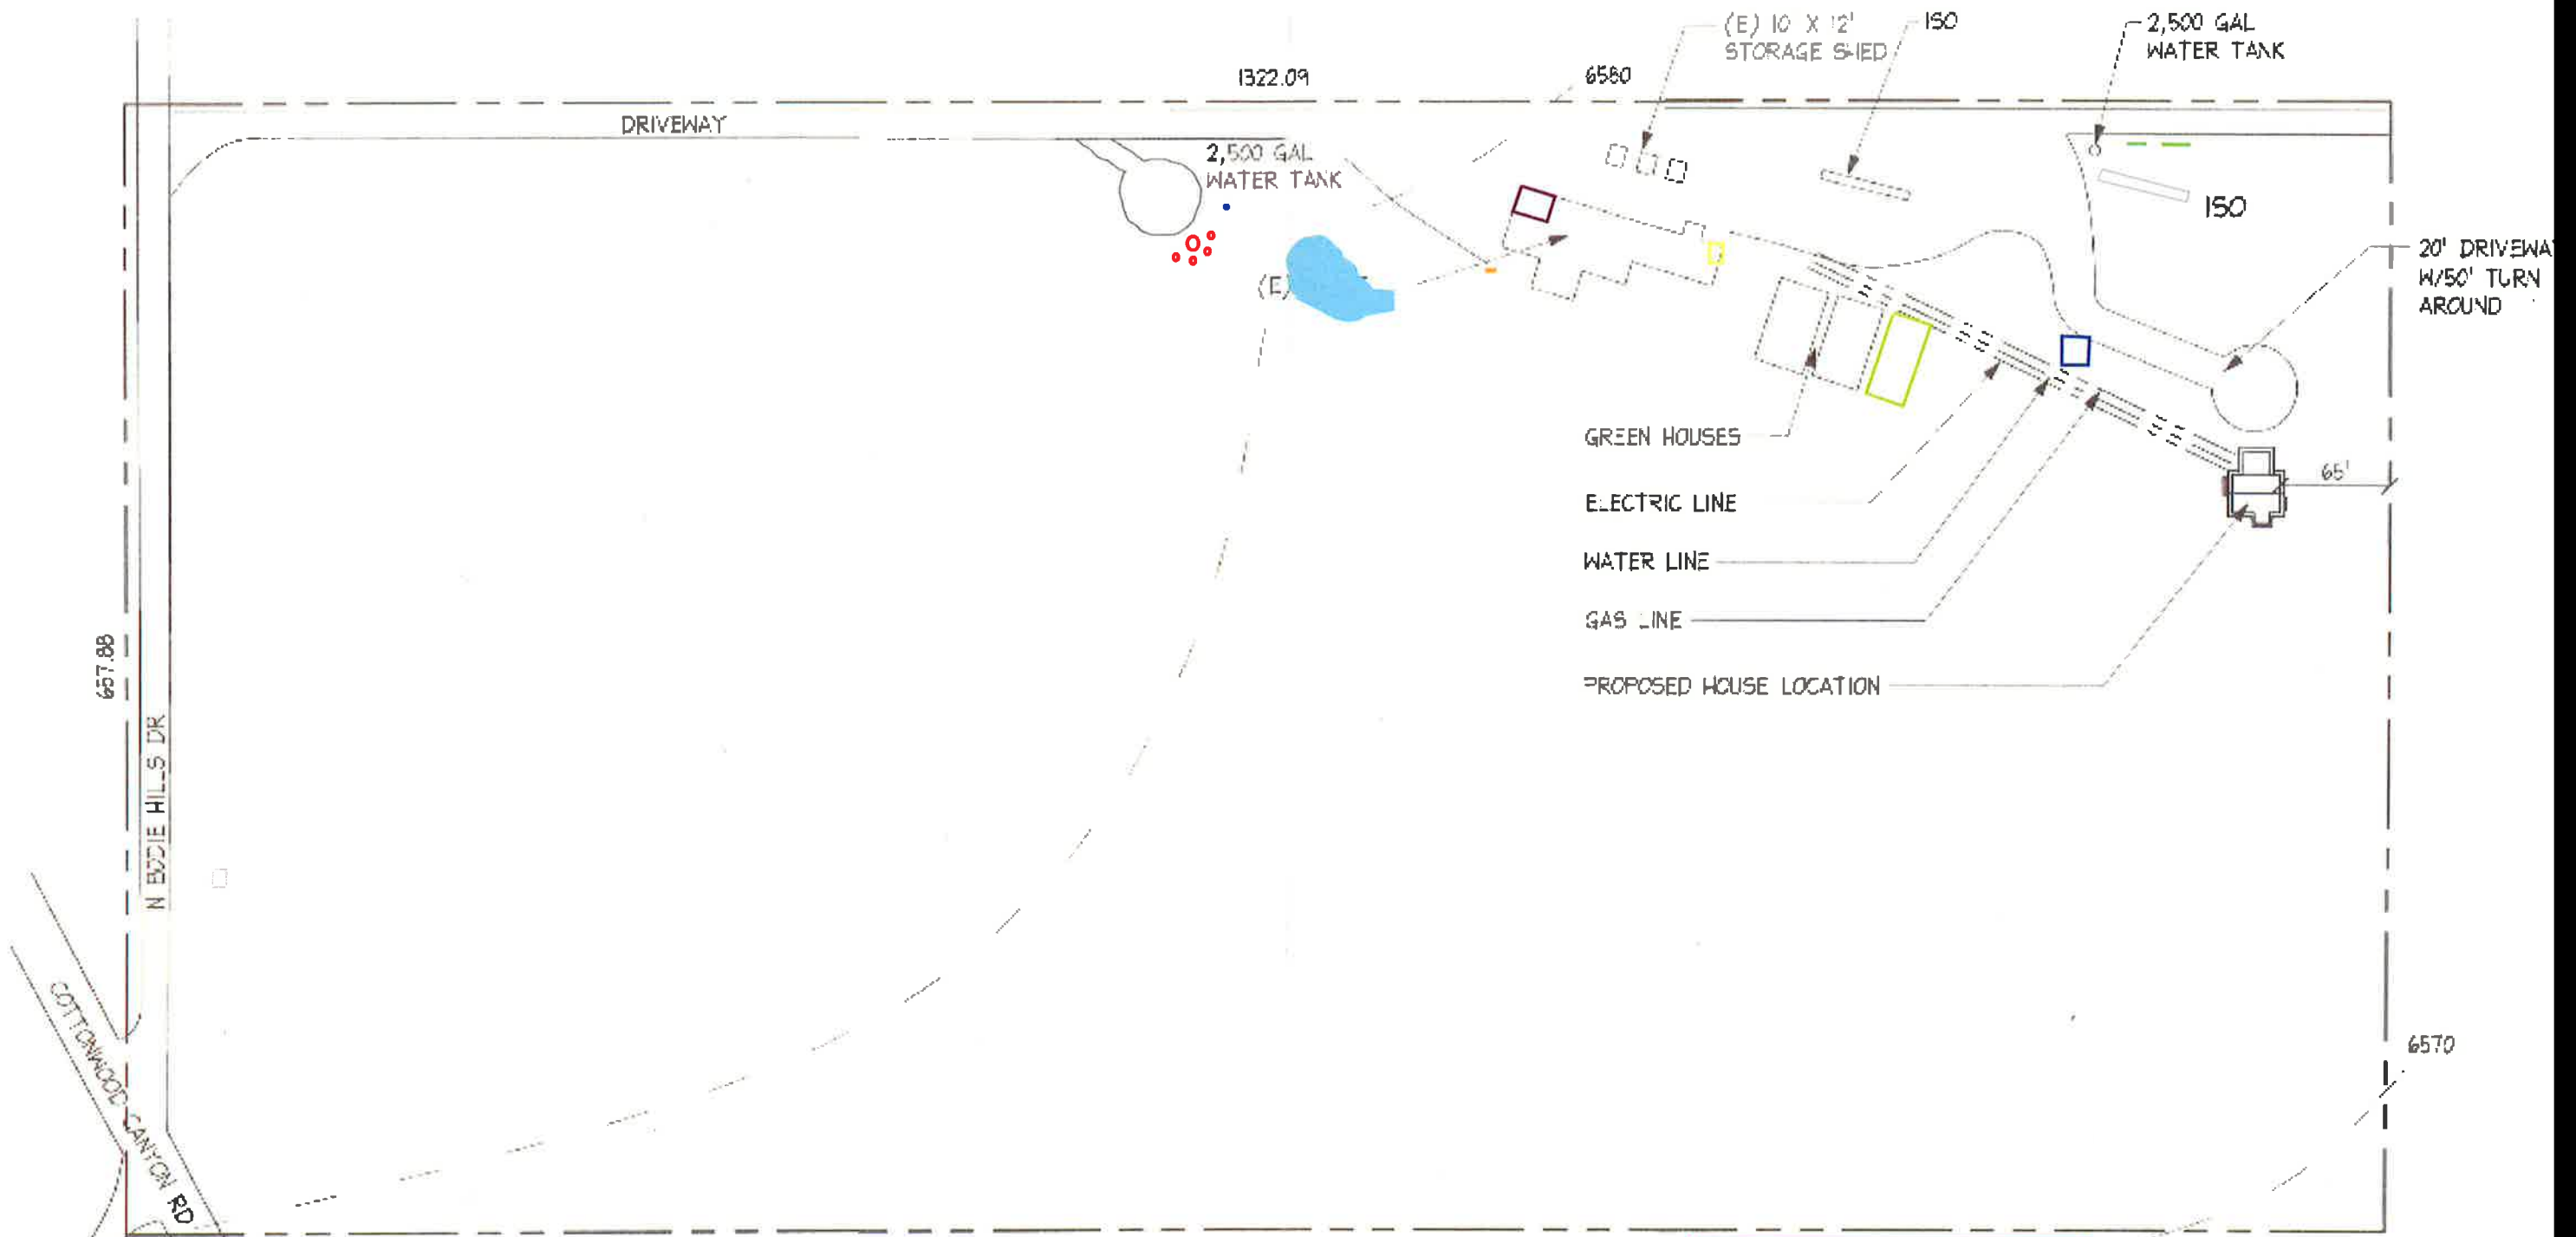 (E) 10 X 12'
STORAGE SHED
ISO
2,500 GAL
WATER TANK
1322.09
6580
DRIVEWAY
2,500 GAL
WATER TANK
ISO
20' DRIVEWA
W/50' TURN
AROUND
(E)
GREEN HOUSES
65'
ELECTRIC LINE
WATER LINE
GAS LINE
PROPOSED HOUSE LOCATION
657.88
N BODIE HILLS DR
COTTONWOOD CANYON RD
6570